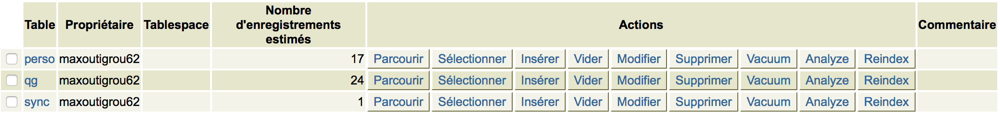 Table Propriétaire Tablespace Nombre d'enregistrements estimés Actions Commentaire
perso maxoutigrou62 17 Parcourir Sélectionner Insérer Vider Modifier Supprimer Vacuum Analyze Reindex
qg maxoutigrou62 24 Parcourir Sélectionner Insérer Vider Modifier Supprimer Vacuum Analyze Reindex
sync maxoutigrou62 1 Parcourir Sélectionner Insérer Vider Modifier Supprimer Vacuum Analyze Reindex